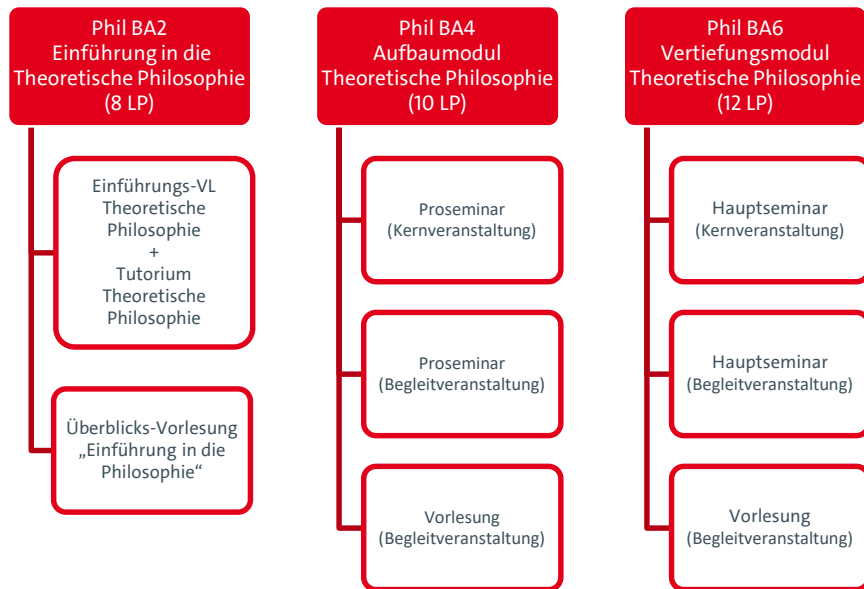 Phil BA2
Einführung in die
Theoretische Philosophie
(8 LP)
Einführungs-VL
Theoretische
Philosophie
+
Tutorium
Theoretische
Philosophie
Überblicks-Vorlesung
„Einführung in die
Philosophie“
Phil BA4
Aufbaumodul
Theoretische Philosophie
(10 LP)
Proseminar
(Kernveranstaltung)
Proseminar
(Begleitveranstaltung)
Vorlesung
(Begleitveranstaltung)
Phil BA6
Vertiefungsmodul
Theoretische Philosophie
(12 LP)
Hauptseminar
(Kernveranstaltung)
Hauptseminar
(Begleitveranstaltung)
Vorlesung
(Begleitveranstaltung)